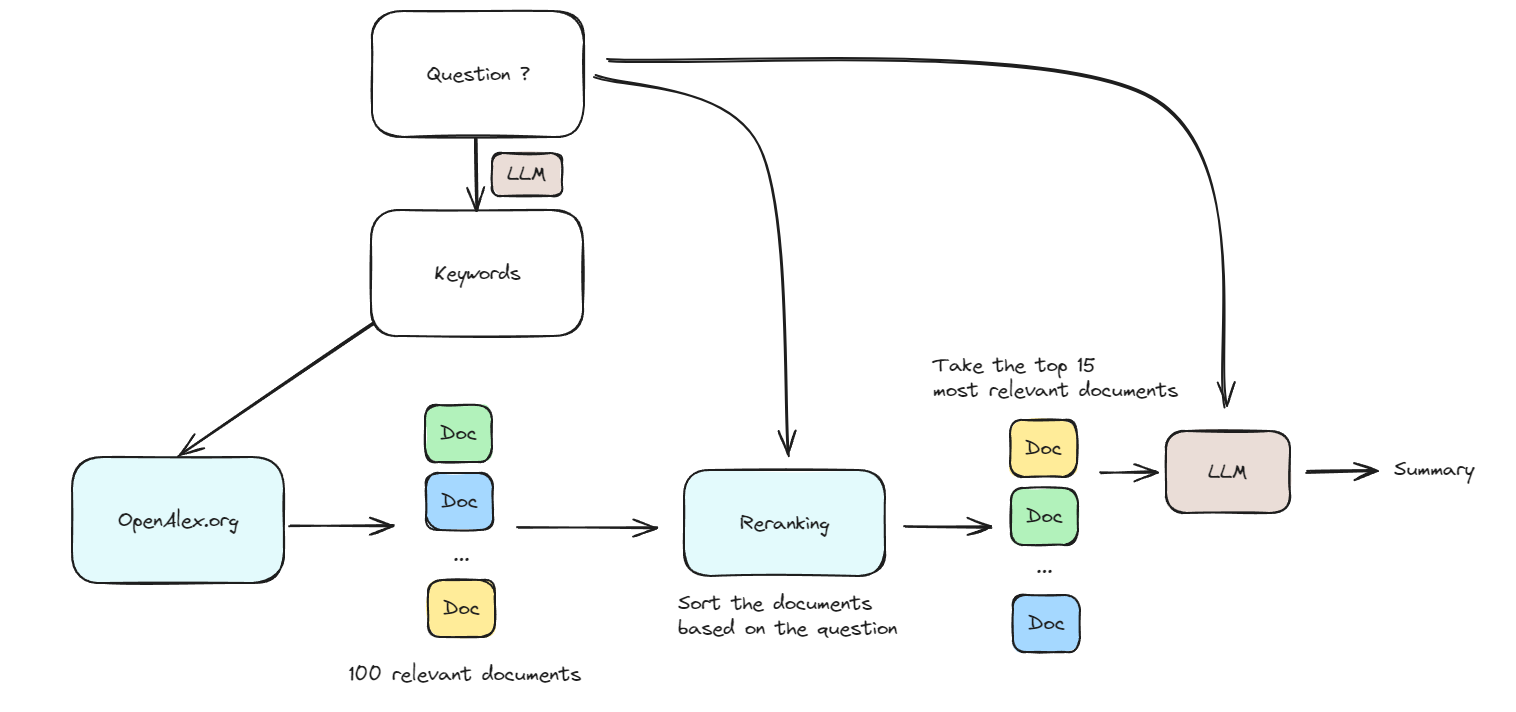 Question ?
LLM
Keywords
OpenAlex.org
Doc
Doc
...
Doc
100 relevant documents
Reranking
Sort the documents
based on the question
Take the top 15
most relevant documents
Doc
Doc
...
Doc
LLM
Summary